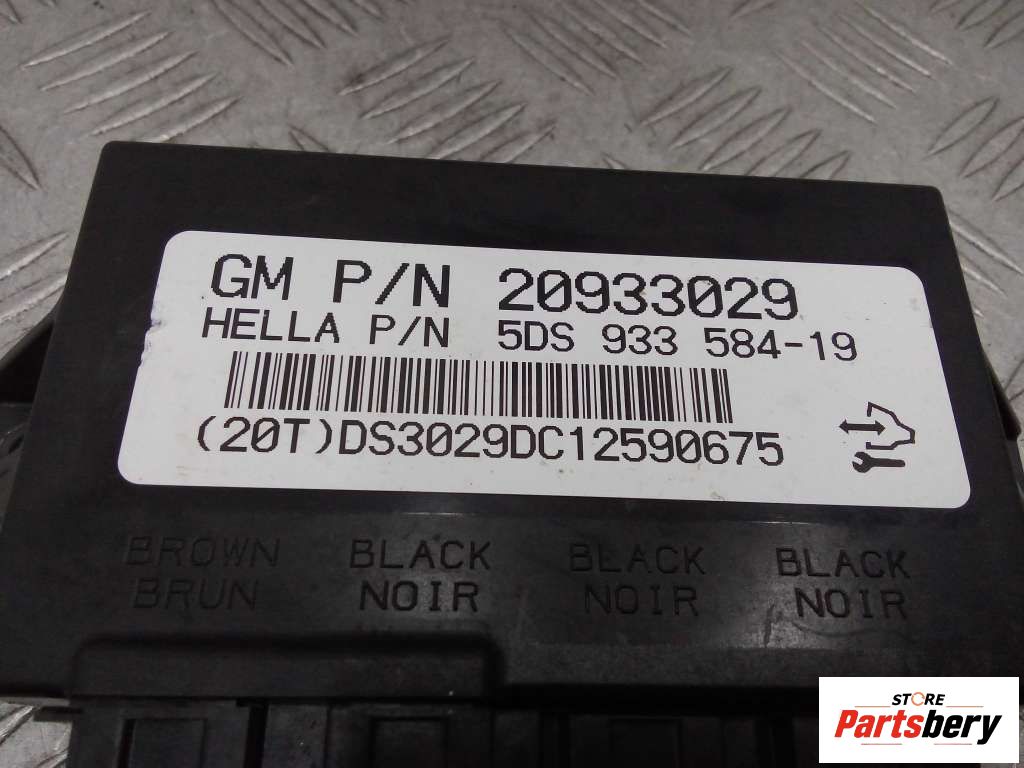 GM P/N 20933029
HELLA P/N 5DS 933 584-19
(20T)DS3029DC12590675
BROWN BLACK BLACK BLACK
BRUN NOIR NOIR NOIR
STORE
Partsbery